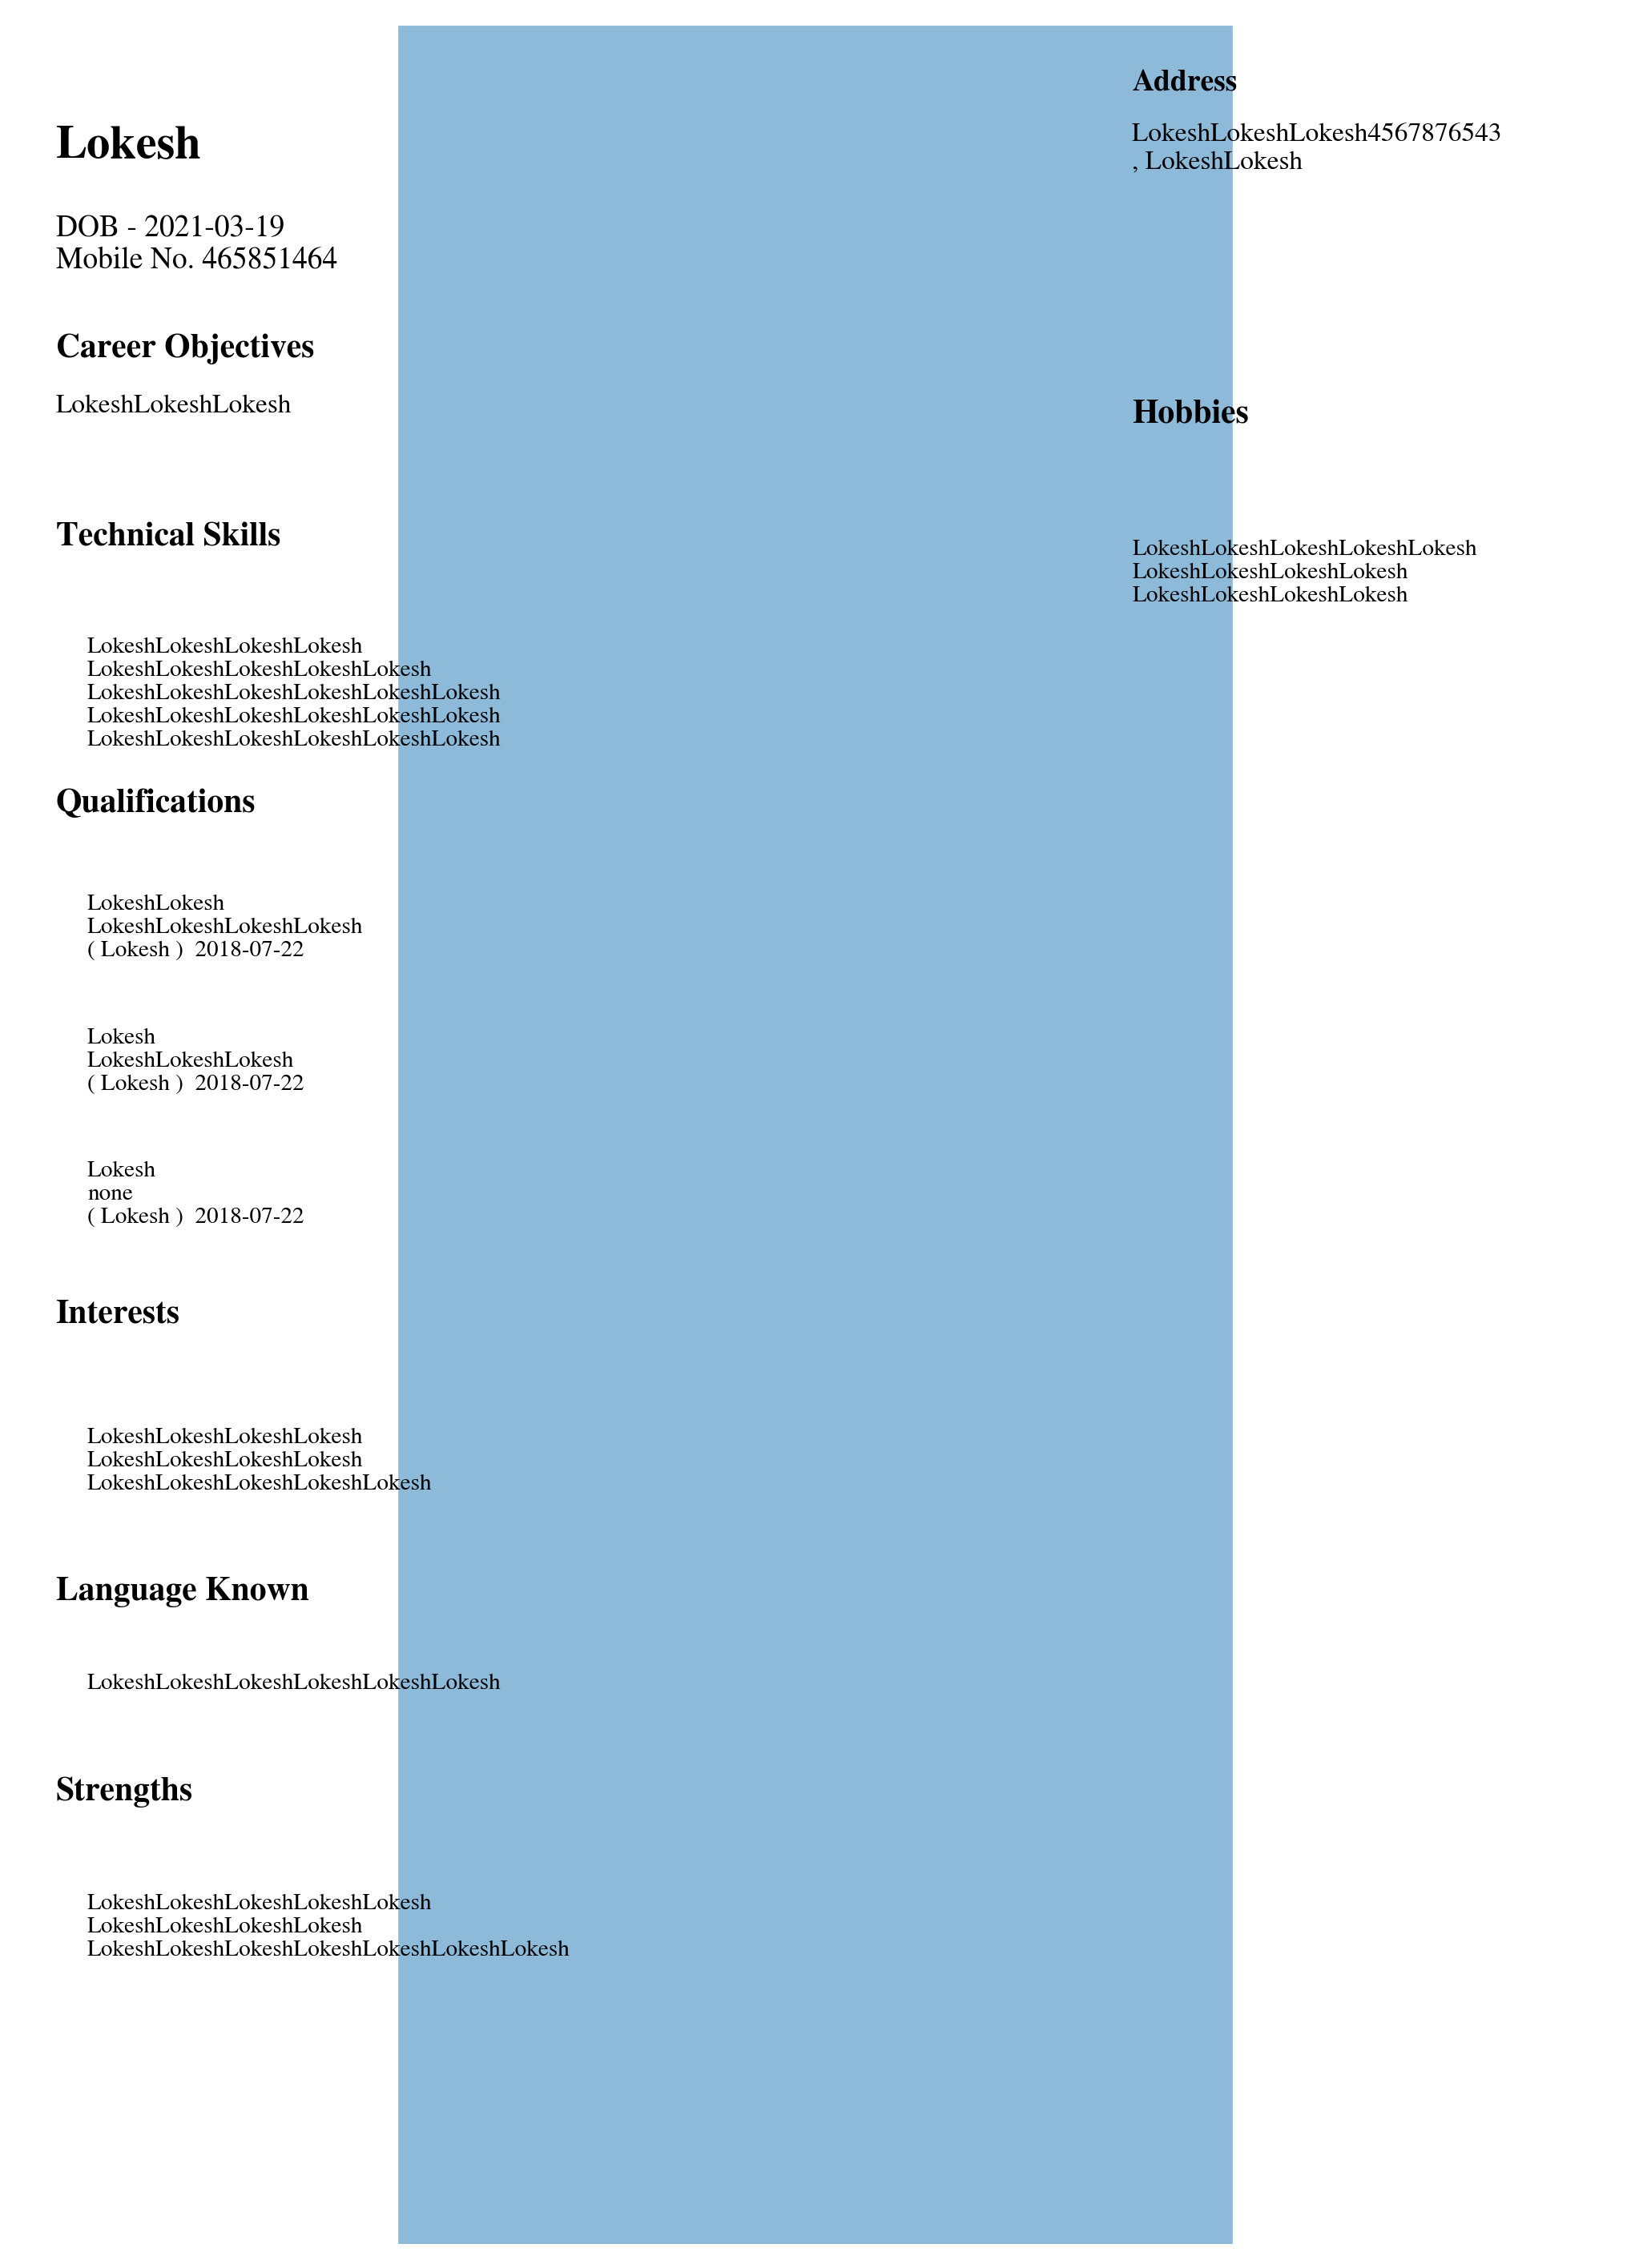 Lokesh
DOB - 2021-03-19
Mobile No. 465851464
Career Objectives
LokeshLokeshLokesh
Technical Skills
LokeshLokeshLokeshLokesh
LokeshLokeshLokeshLokeshLokesh
LokeshLokeshLokeshLokeshLokeshLokesh
LokeshLokeshLokeshLokeshLokeshLokesh
LokeshLokeshLokeshLokeshLokeshLokesh
Qualifications
LokeshLokesh
LokeshLokeshLokeshLokesh
( Lokesh ) 2018-07-22
Lokesh
LokeshLokeshLokesh
( Lokesh ) 2018-07-22
Lokesh
none
( Lokesh ) 2018-07-22
Interests
LokeshLokeshLokeshLokesh
LokeshLokeshLokeshLokesh
LokeshLokeshLokeshLokeshLokesh
Language Known
LokeshLokeshLokeshLokeshLokeshLokesh
Strengths
LokeshLokeshLokeshLokeshLokesh
LokeshLokeshLokeshLokesh
LokeshLokeshLokeshLokeshLokeshLokeshLokesh
Address
LokeshLokeshLokesh4567876543
, LokeshLokesh
Hobbies
LokeshLokeshLokeshLokeshLokesh
LokeshLokeshLokeshLokesh
LokeshLokeshLokeshLokesh